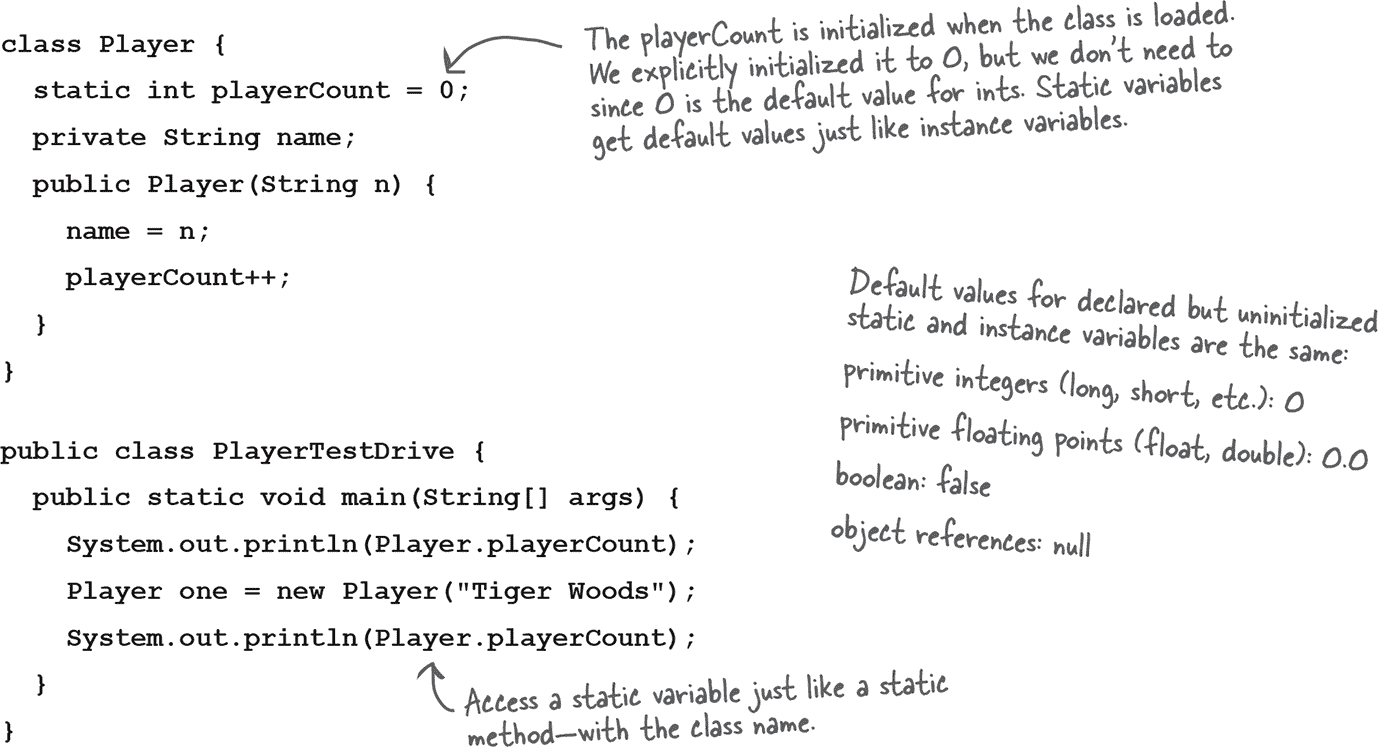 class Player {
static int playerCount = 0;
private String name;
public Player(String n) {
name = n;
playerCount++;
}
}
The playerCount is initialized when the class is loaded.
We explicitly initialized it to 0, but we don't need to
since 0 is the default value for ints. Static variables
get default values just like instance variables.
Default values for declared but uninitialized
static and instance variables are the same:
primitive integers (long, short, etc.): 0
primitive floating points (float, double): 0.0
boolean: false
object references: null
public class PlayerTestDrive {
public static void main(String[] args) {
System.out.println(Player.playerCount);
Player one = new Player("Tiger Woods");
System.out.println(Player.playerCount);
}
}
Access a static variable just like a static
method—with the class name.